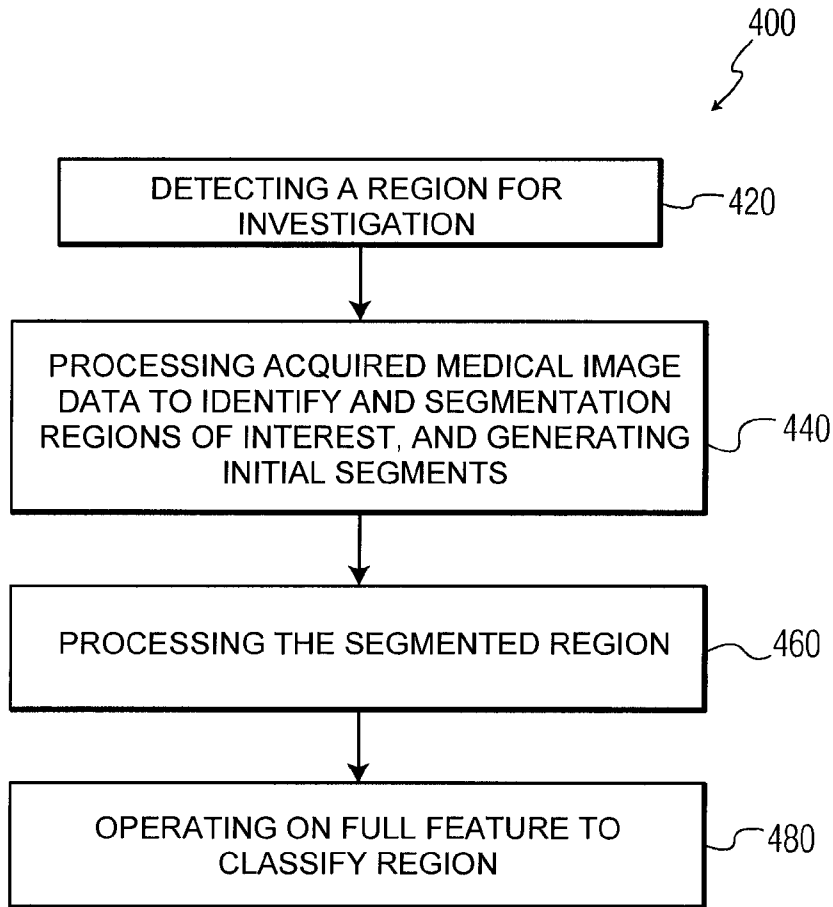 400
DETECTING A REGION FOR
INVESTIGATION
420
PROCESSING ACQUIRED MEDICAL IMAGE
DATA TO IDENTIFY AND SEGMENTATION
REGIONS OF INTEREST, AND GENERATING
INITIAL SEGMENTS
440
PROCESSING THE SEGMENTED REGION
460
OPERATING ON FULL FEATURE TO
CLASSIFY REGION
480